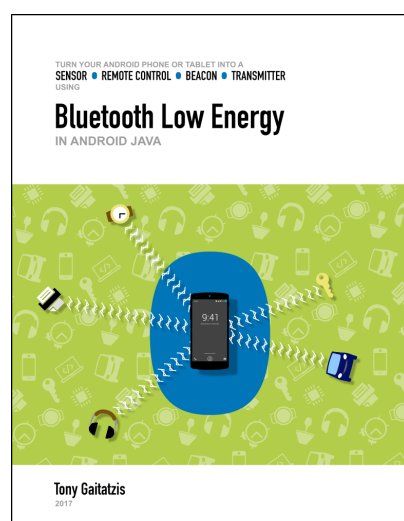 TURN YOUR ANDROID PHONE OR TABLET INTO A
SENSOR • REMOTE CONTROL • BEACON • TRANSMITTER
USING
Bluetooth Low Energy
IN ANDROID JAVA
9:41
Tony Gaitatzis
2017